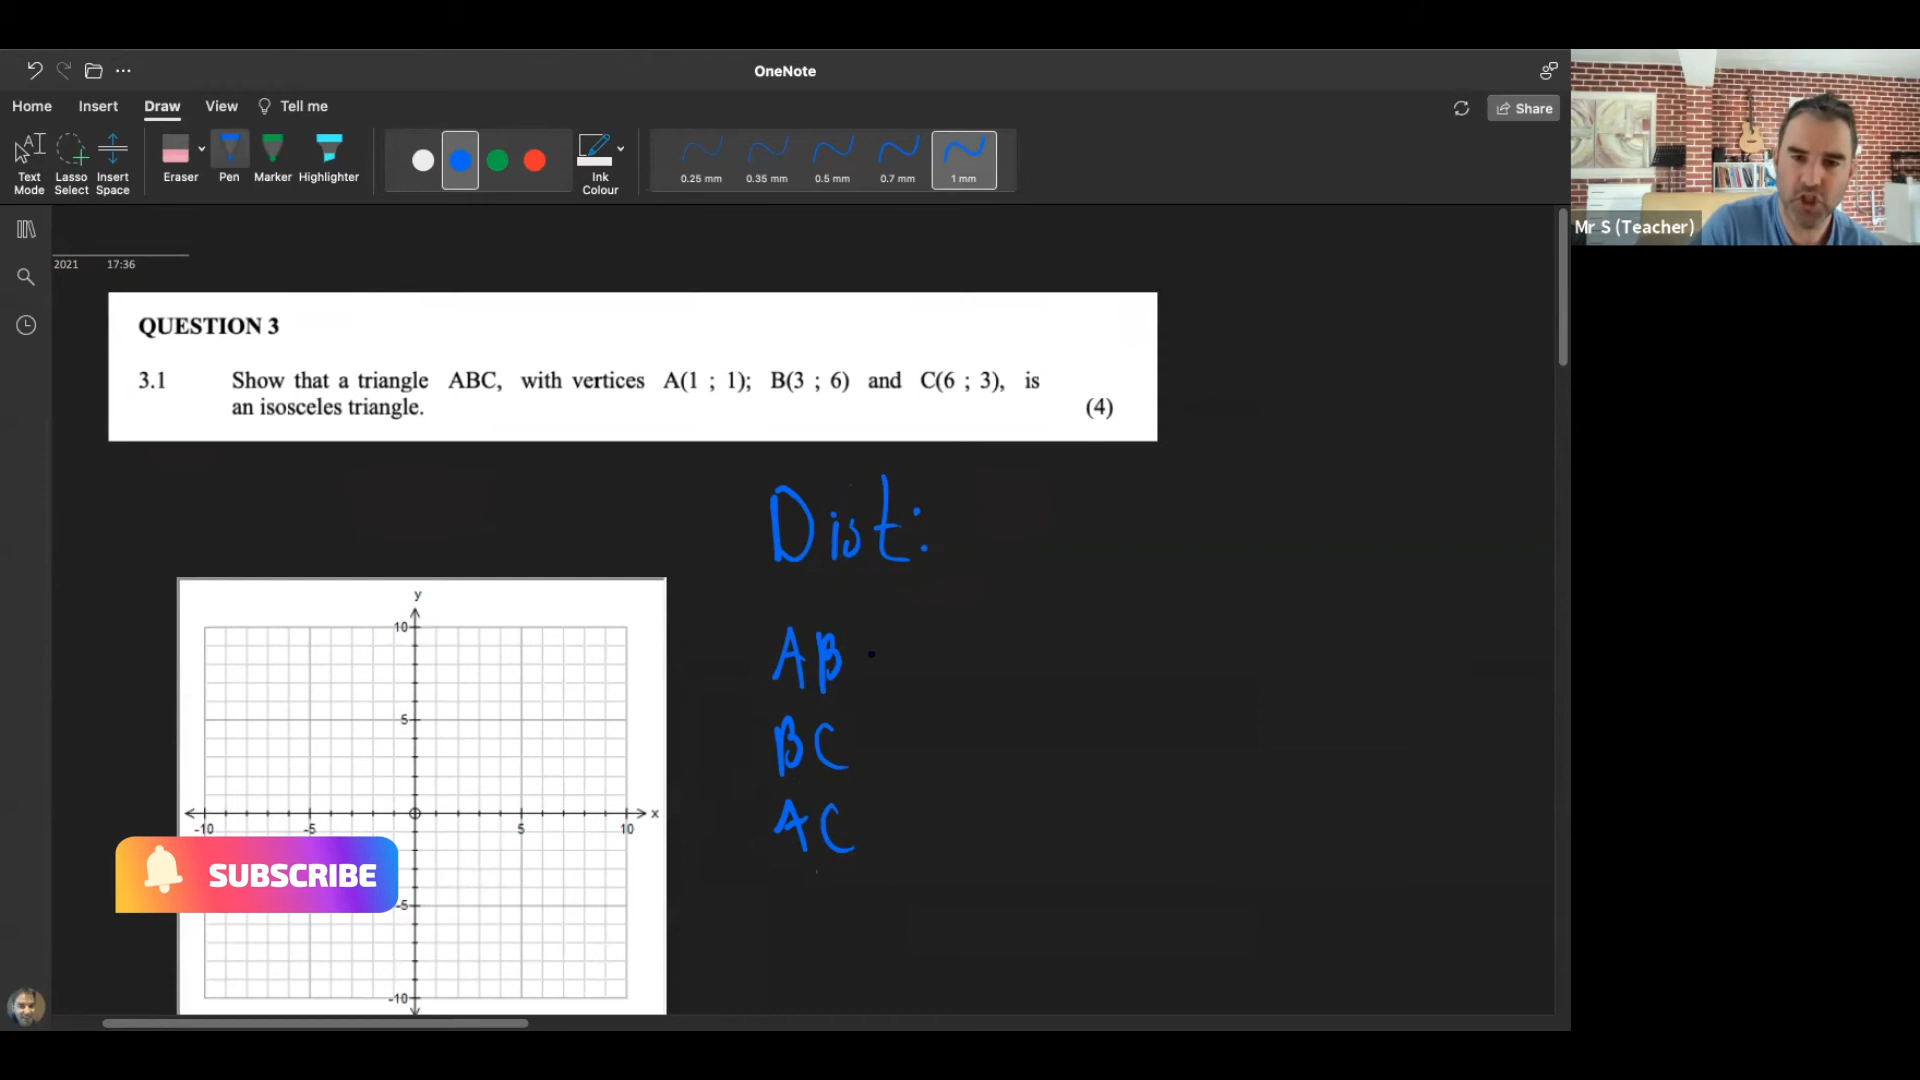 OneNote
Home Insert Draw View Tell me
Share
Text Mode
Lasso Select
Insert Space
Eraser
Pen
Marker
Highlighter
Ink Colour
0.25 mm
0.35 mm
0.5 mm
0.7 mm
1 mm
Mr S (Teacher)
2021 17:36
QUESTION 3
3.1 Show that a triangle ABC, with vertices A(1 ; 1); B(3 ; 6) and C(6 ; 3), is
an isosceles triangle. (4)
Dist:
AB
BC
AC
y
10
5
-10 -5 0 5 10 x
-5
-10
SUBSCRIBE